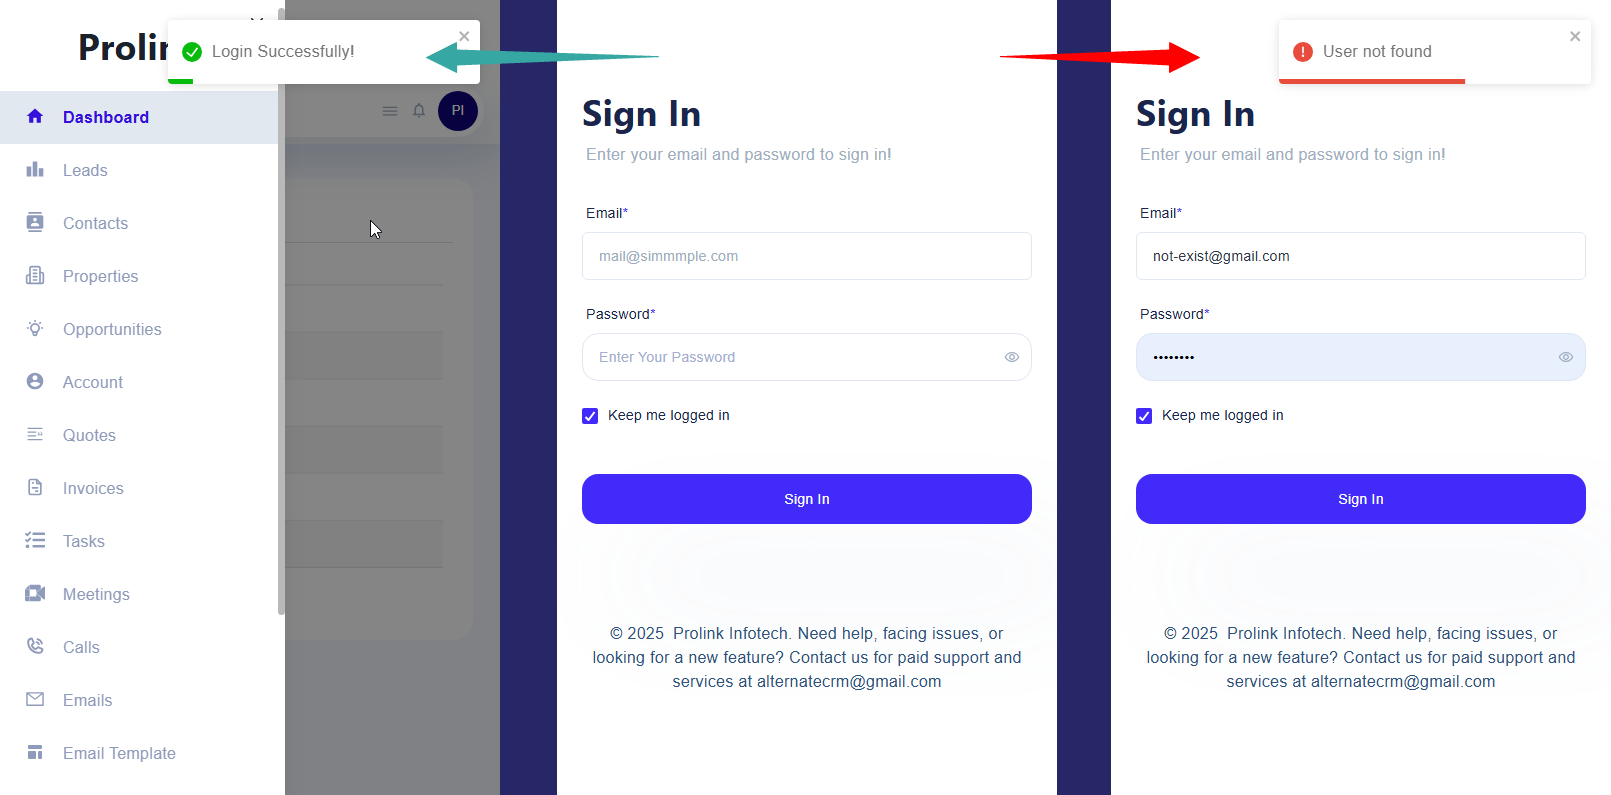 Prolin
Login Successfully!
PI
Dashboard
Leads
Contacts
Properties
Opportunities
Account
Quotes
Invoices
Tasks
Meetings
Calls
Emails
Email Template
Sign In
Enter your email and password to sign in!
Email*
mail@simmmple.com
Password*
Enter Your Password
Keep me logged in
Sign In
© 2025 Prolink Infotech. Need help, facing issues, or
looking for a new feature? Contact us for paid support and
services at alternatecrm@gmail.com
User not found
Sign In
Enter your email and password to sign in!
Email*
not-exist@gmail.com
Password*
••••••••
Keep me logged in
Sign In
© 2025 Prolink Infotech. Need help, facing issues, or
looking for a new feature? Contact us for paid support and
services at alternatecrm@gmail.com